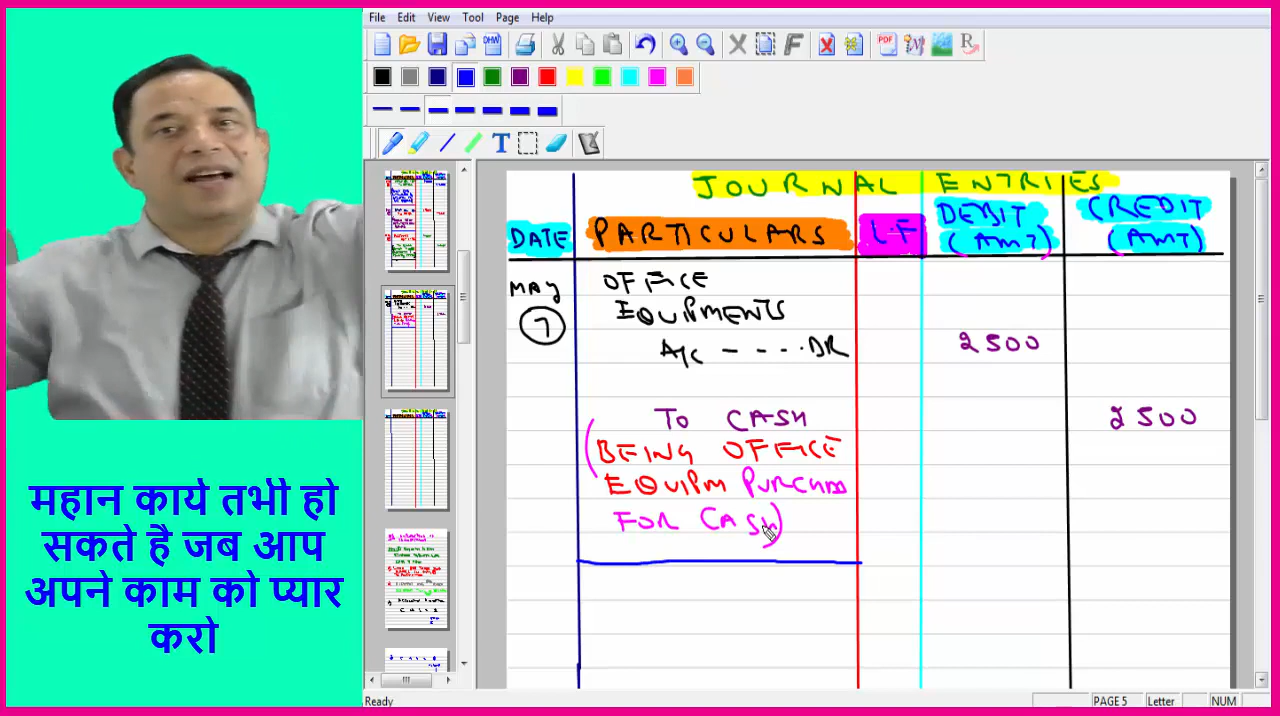 File Edit View Tool Page Help
JOURNAL ENTRIES
DATE PARTICULARS LF DEBIT (AMT) CREDIT (AMT)
MAY 7
OFFICE
EQUIPMENTS
A/C - - - - . DR 2500
TO CASH 2500
(BEING OFFICE
EQUIPM PURCHAS
FOR CASH)
महान कार्य तभी हो
सकते है जब आप
अपने काम को प्यार
करो
Ready PAGE 5 Letter NUM